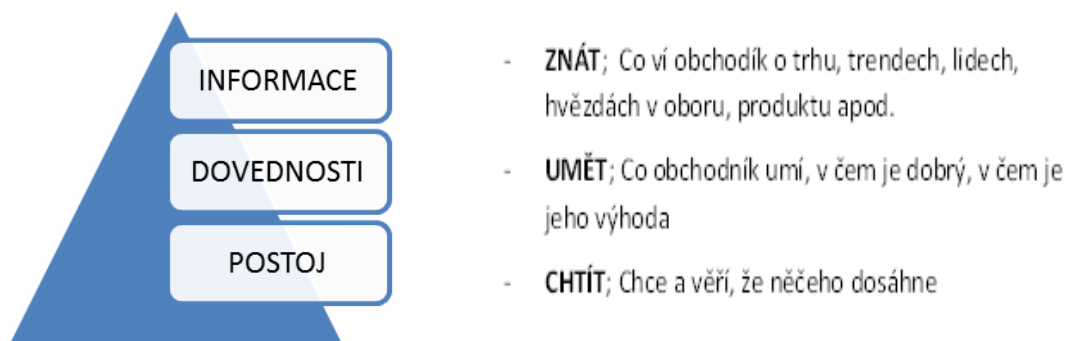 INFORMACE
DOVEDNOSTI
POSTOJ
- ZNÁT; Co ví obchodík o trhu, trendech, lidech,
hvězdách v oboru, produktu apod.
- UMĚT; Co obchodník umí, v čem je dobrý, v čem je
jeho výhoda
- CHTÍT; Chce a věří, že něčeho dosáhne